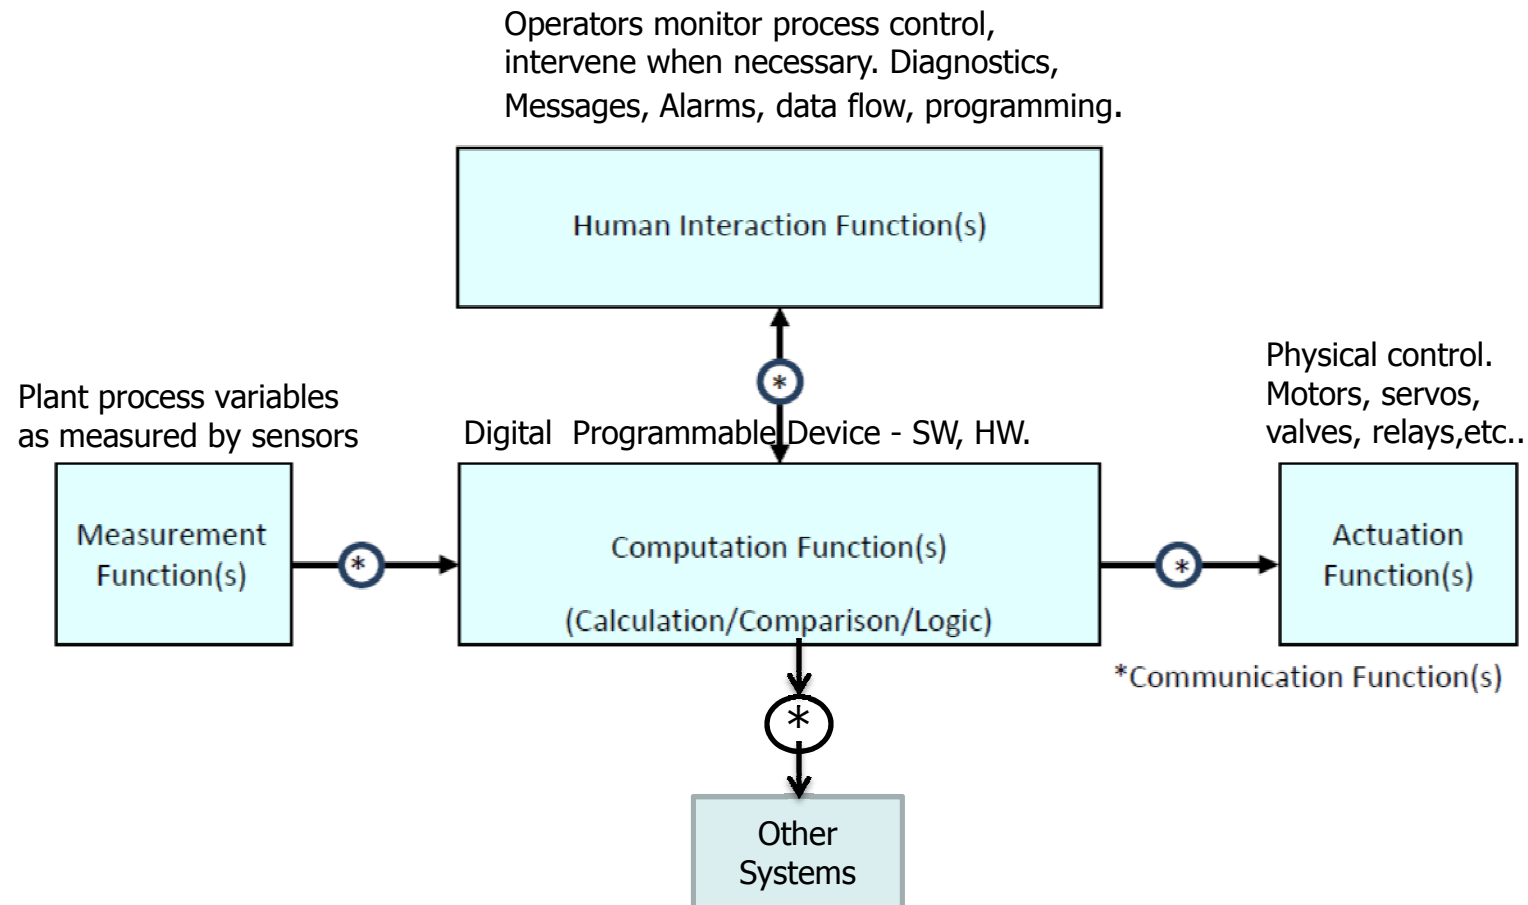 Operators monitor process control,
intervene when necessary. Diagnostics,
Messages, Alarms, data flow, programming.
Human Interaction Function(s)
*
Physical control.
Motors, servos,
valves, relays,etc..
Plant process variables
as measured by sensors
Digital Programmable Device - SW, HW.
Measurement
Function(s)
*
Computation Function(s)
(Calculation/Comparison/Logic)
*
Actuation
Function(s)
*Communication Function(s)
*
Other
Systems